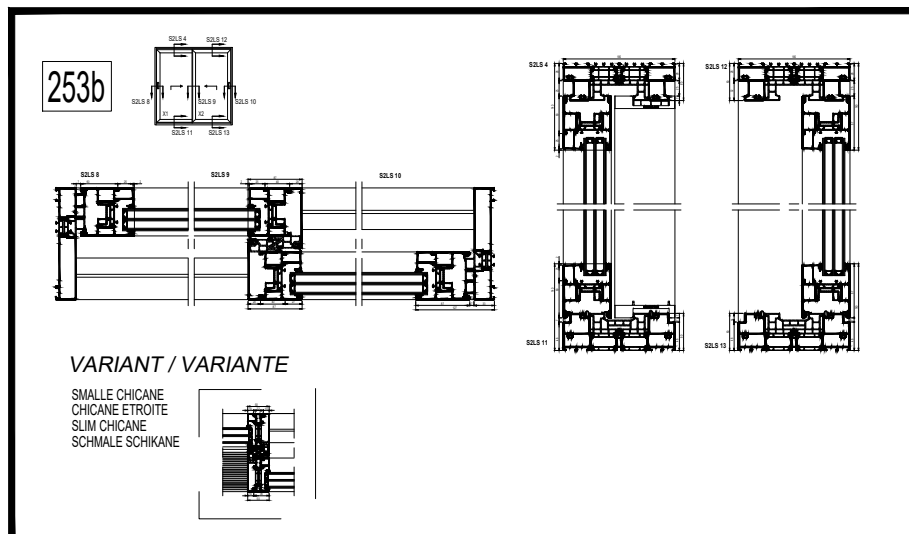 253b
S2LS 4
S2LS 12
S2LS 8
S2LS 9
S2LS 10
X1
X2
S2LS 11
S2LS 13
S2LS 8
S2LS 9
S2LS 10
S2LS 4
S2LS 12
S2LS 11
S2LS 13
VARIANT / VARIANTE
SMALLE CHICANE
CHICANE ETROITE
SLIM CHICANE
SCHMALE SCHIKANE